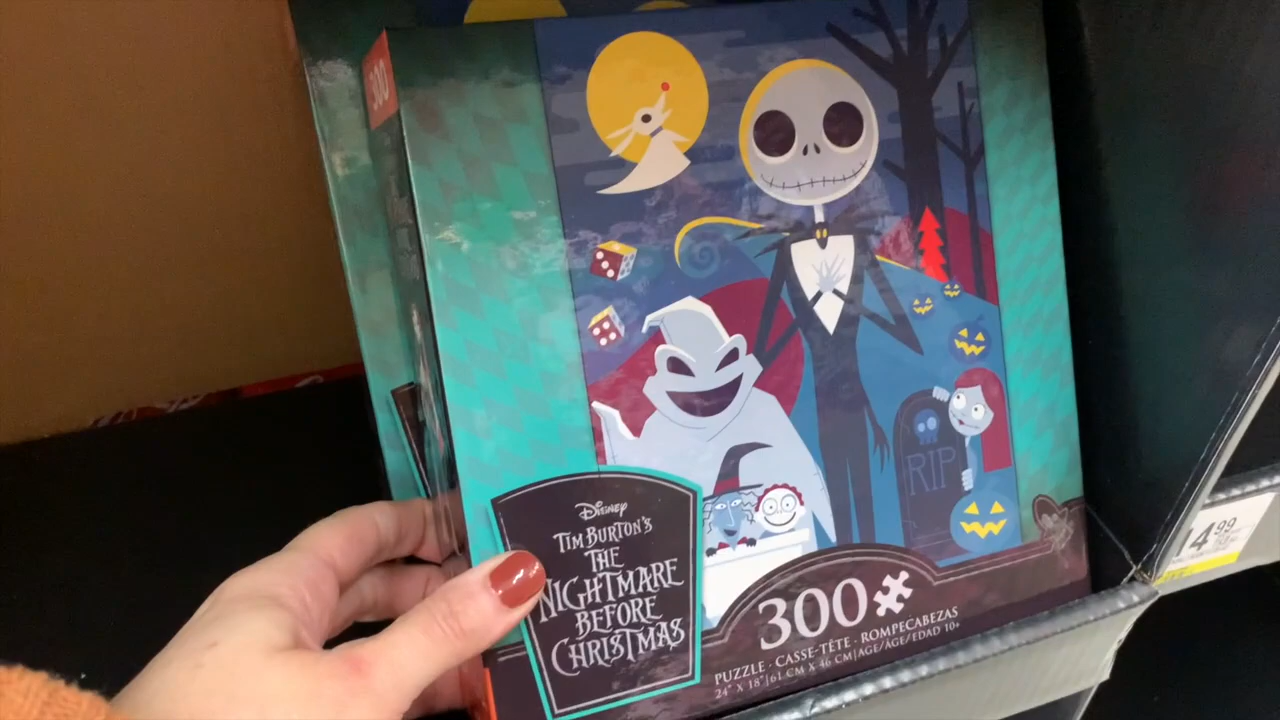 300
RIP
Disney
TIM BURTON'S
THE
NIGHTMARE
BEFORE
CHRISTMAS
300
PUZZLE · CASSE-TÊTE · ROMPECABEZAS
24" X 18"|61 CM X 46 CM|AGE/ÂGE/EDAD 10+
14.99